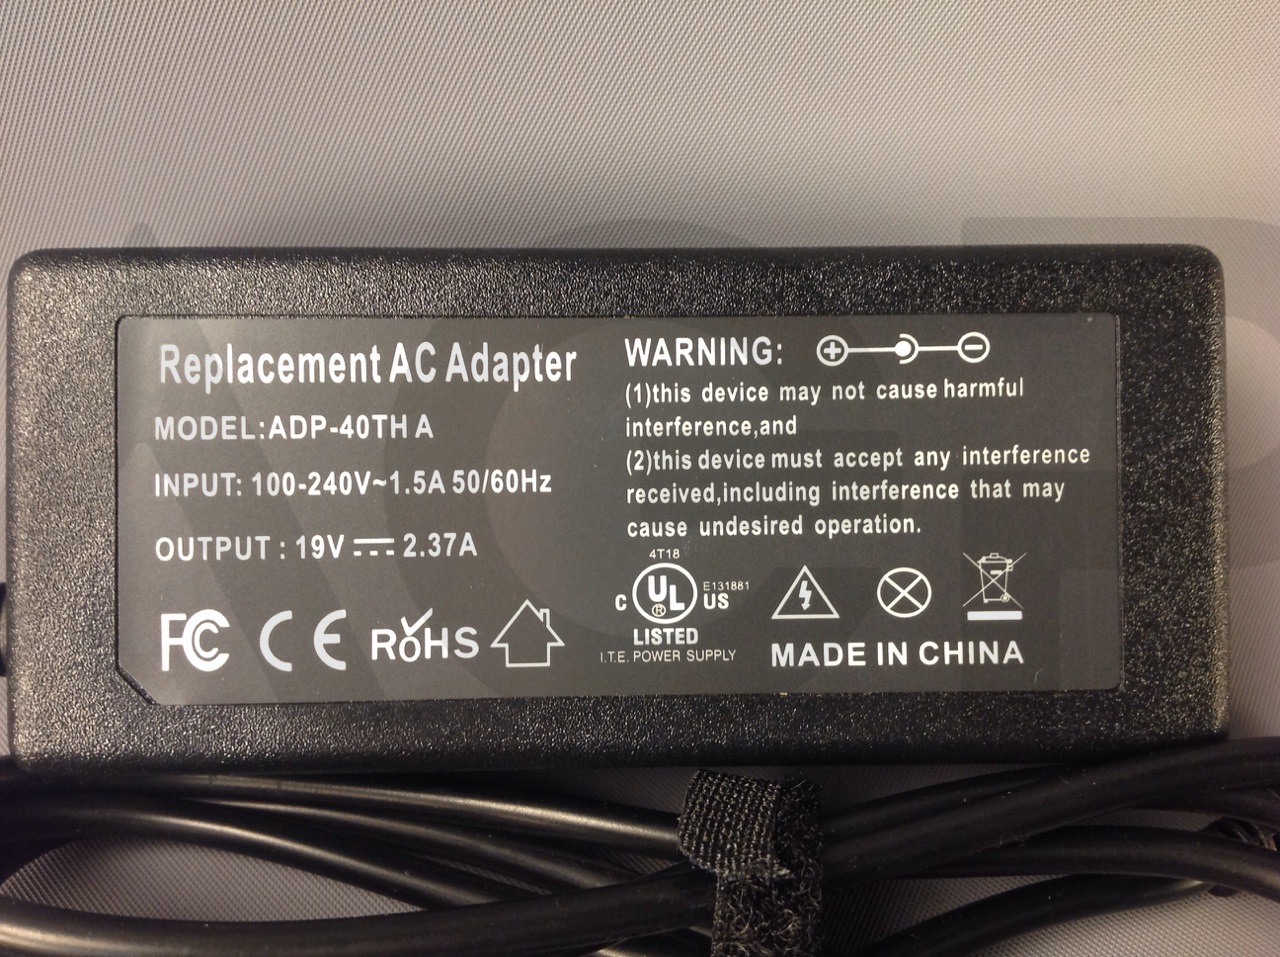 Replacement AC Adapter
MODEL:ADP-40TH A
INPUT: 100-240V~1.5A 50/60Hz
OUTPUT : 19V ⎓ 2.37A
FC CE RoHS
WARNING:
(1)this device may not cause harmful
interference,and
(2)this device must accept any interference
received,including interference that may
cause undesired operation.
4T18
C UL ® US E131881
LISTED
I.T.E. POWER SUPPLY
MADE IN CHINA